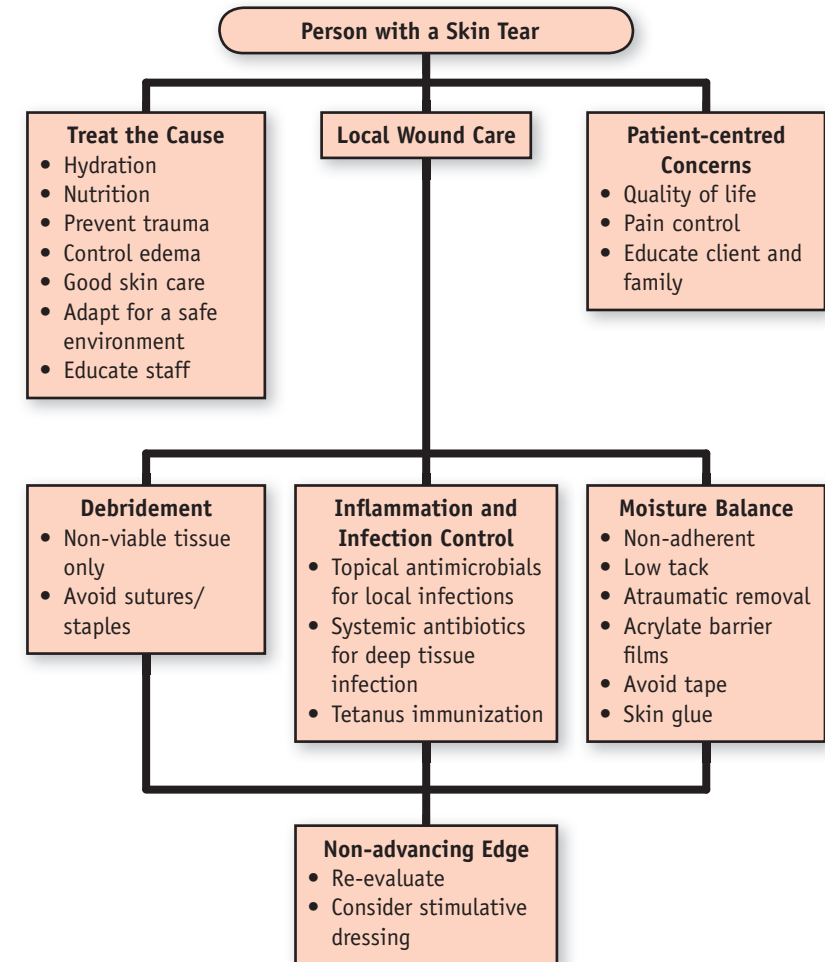 Person with a Skin Tear
Treat the Cause
• Hydration
• Nutrition
• Prevent trauma
• Control edema
• Good skin care
• Adapt for a safe
environment
• Educate staff
Local Wound Care
Patient-centred
Concerns
• Quality of life
• Pain control
• Educate client and
family
Debridement
• Non-viable tissue
only
• Avoid sutures/
staples
Inflammation and
Infection Control
• Topical antimicrobials
for local infections
• Systemic antibiotics
for deep tissue
infection
• Tetanus immunization
Moisture Balance
• Non-adherent
• Low tack
• Atraumatic removal
• Acrylate barrier
films
• Avoid tape
• Skin glue
Non-advancing Edge
• Re-evaluate
• Consider stimulative
dressing